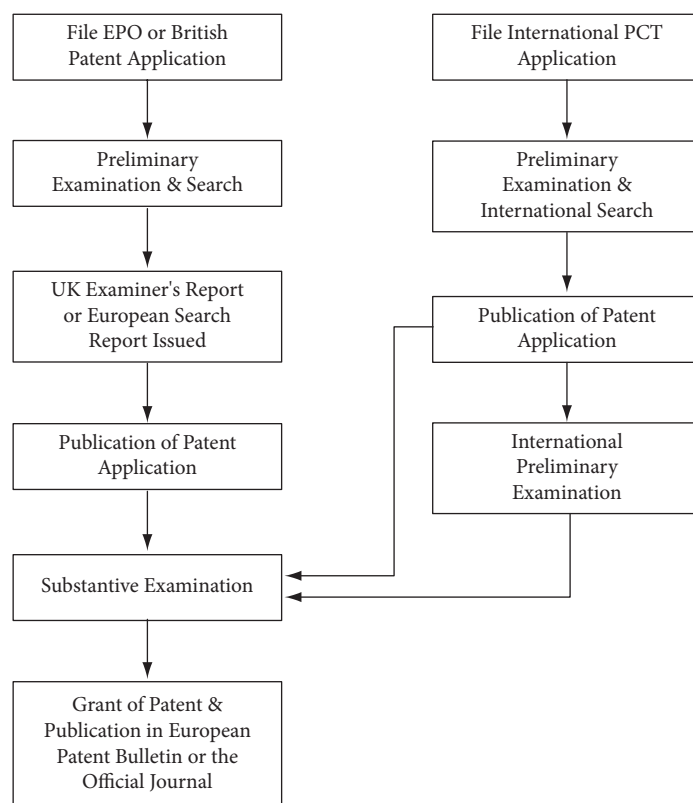 File EPO or British
Patent Application
Preliminary
Examination & Search
UK Examiner's Report
or European Search
Report Issued
Publication of Patent
Application
Substantive Examination
Grant of Patent &
Publication in European
Patent Bulletin or the
Official Journal
File International PCT
Application
Preliminary
Examination &
International Search
Publication of Patent
Application
International
Preliminary
Examination